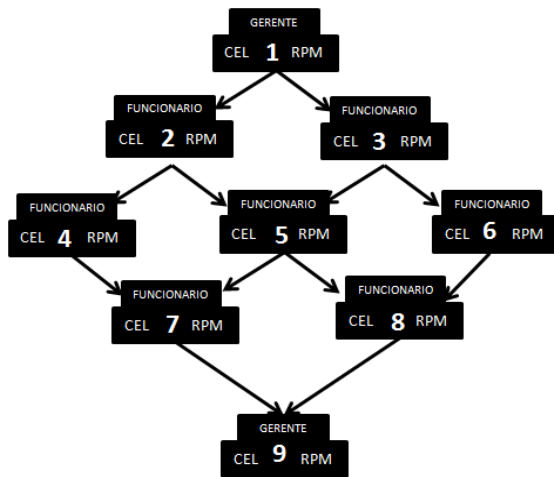 GERENTE
CEL 1 RPM
FUNCIONARIO
CEL 2 RPM
FUNCIONARIO
CEL 3 RPM
FUNCIONARIO
CEL 4 RPM
FUNCIONARIO
CEL 5 RPM
FUNCIONARIO
CEL 6 RPM
FUNCIONARIO
CEL 7 RPM
FUNCIONARIO
CEL 8 RPM
GERENTE
CEL 9 RPM